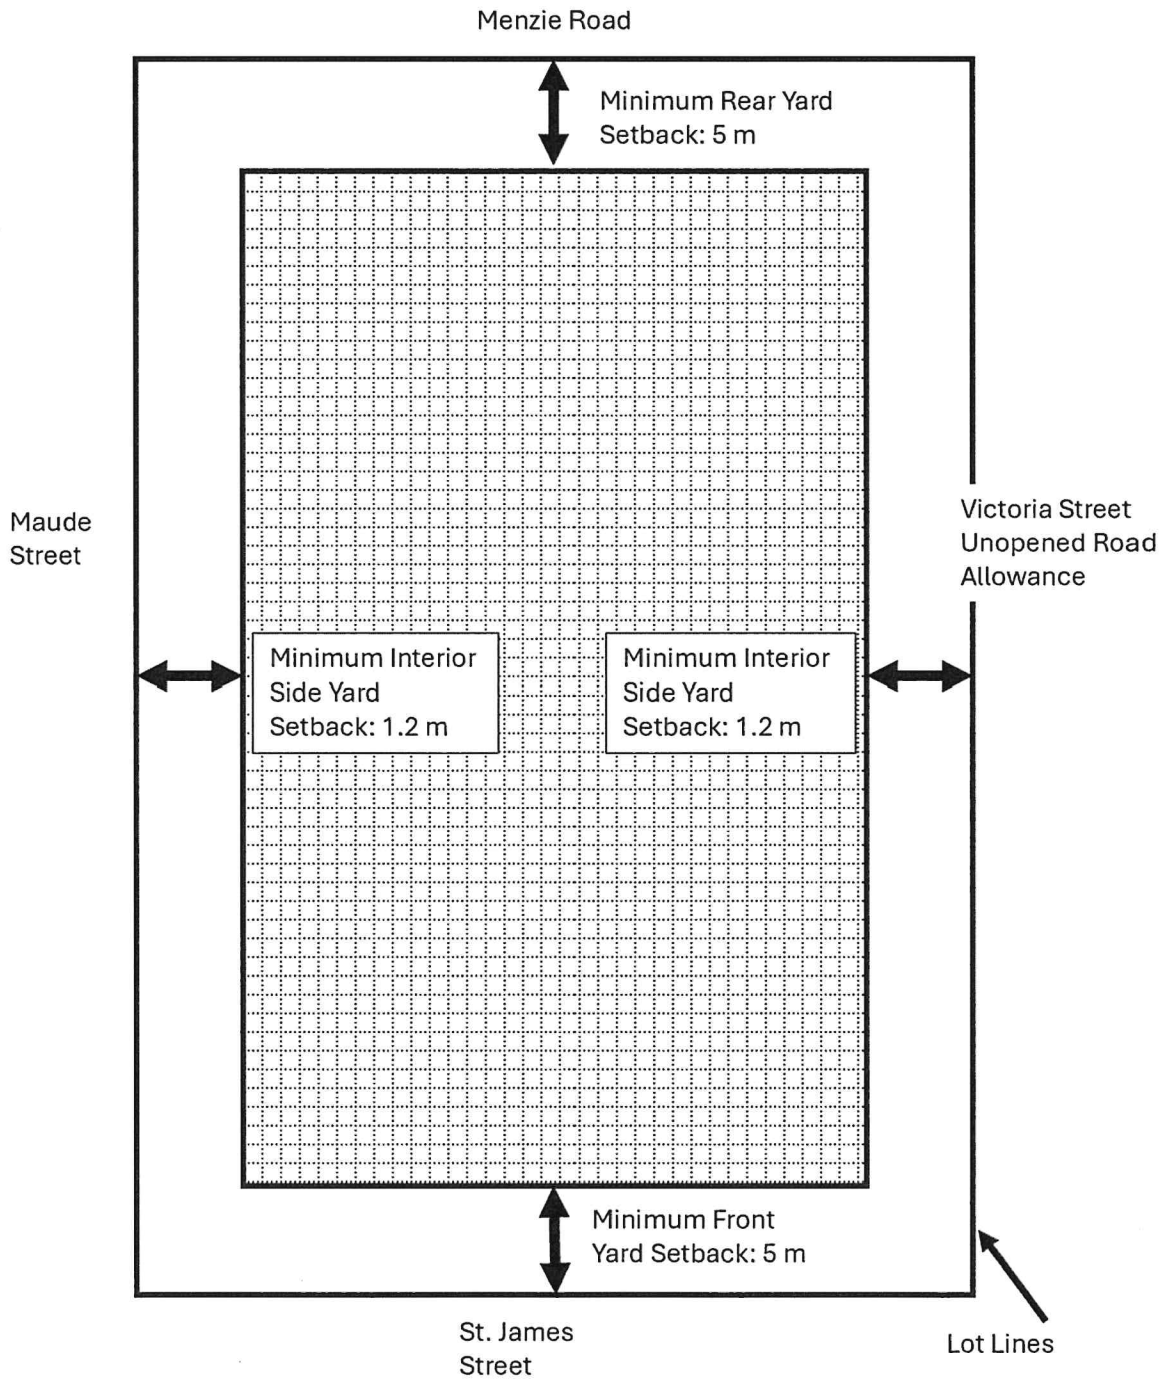 Menzie Road
Minimum Rear Yard
Setback: 5 m
Maude
Street
Victoria Street
Unopened Road
Allowance
Minimum Interior
Side Yard
Setback: 1.2 m
Minimum Interior
Side Yard
Setback: 1.2 m
Minimum Front
Yard Setback: 5 m
St. James
Street
Lot Lines